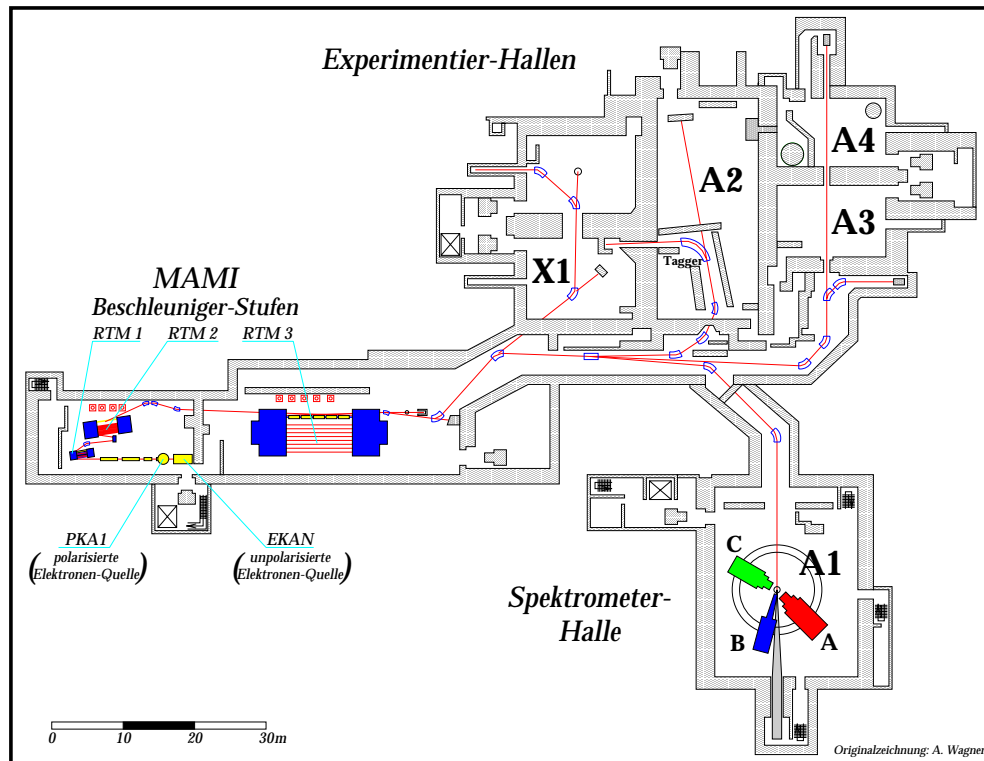 Experimentier-Hallen
A4
A2
A3
Tagger
X1
MAMI
Beschleuniger-Stufen
RTM 1
RTM 2
RTM 3
PKA1
(polarisierte
Elektronen-Quelle)
EKAN
(unpolarisierte
Elektronen-Quelle)
C
A1
B
A
Spektrometer-
Halle
0
10
20
30m
Originalzeichnung: A. Wagner